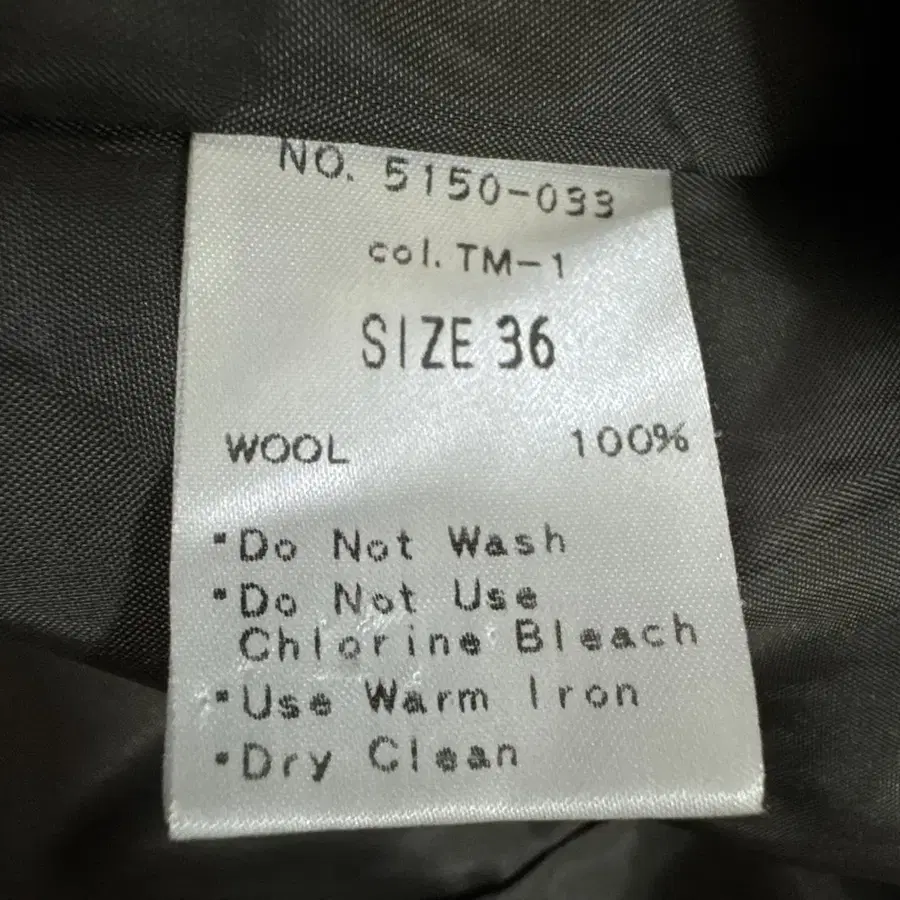 NO. 5150-033
col. TM-1
SIZE 36
WOOL 100%
·Do Not Wash
·Do Not Use
Chlorine Bleach
·Use Warm Iron
·Dry Clean